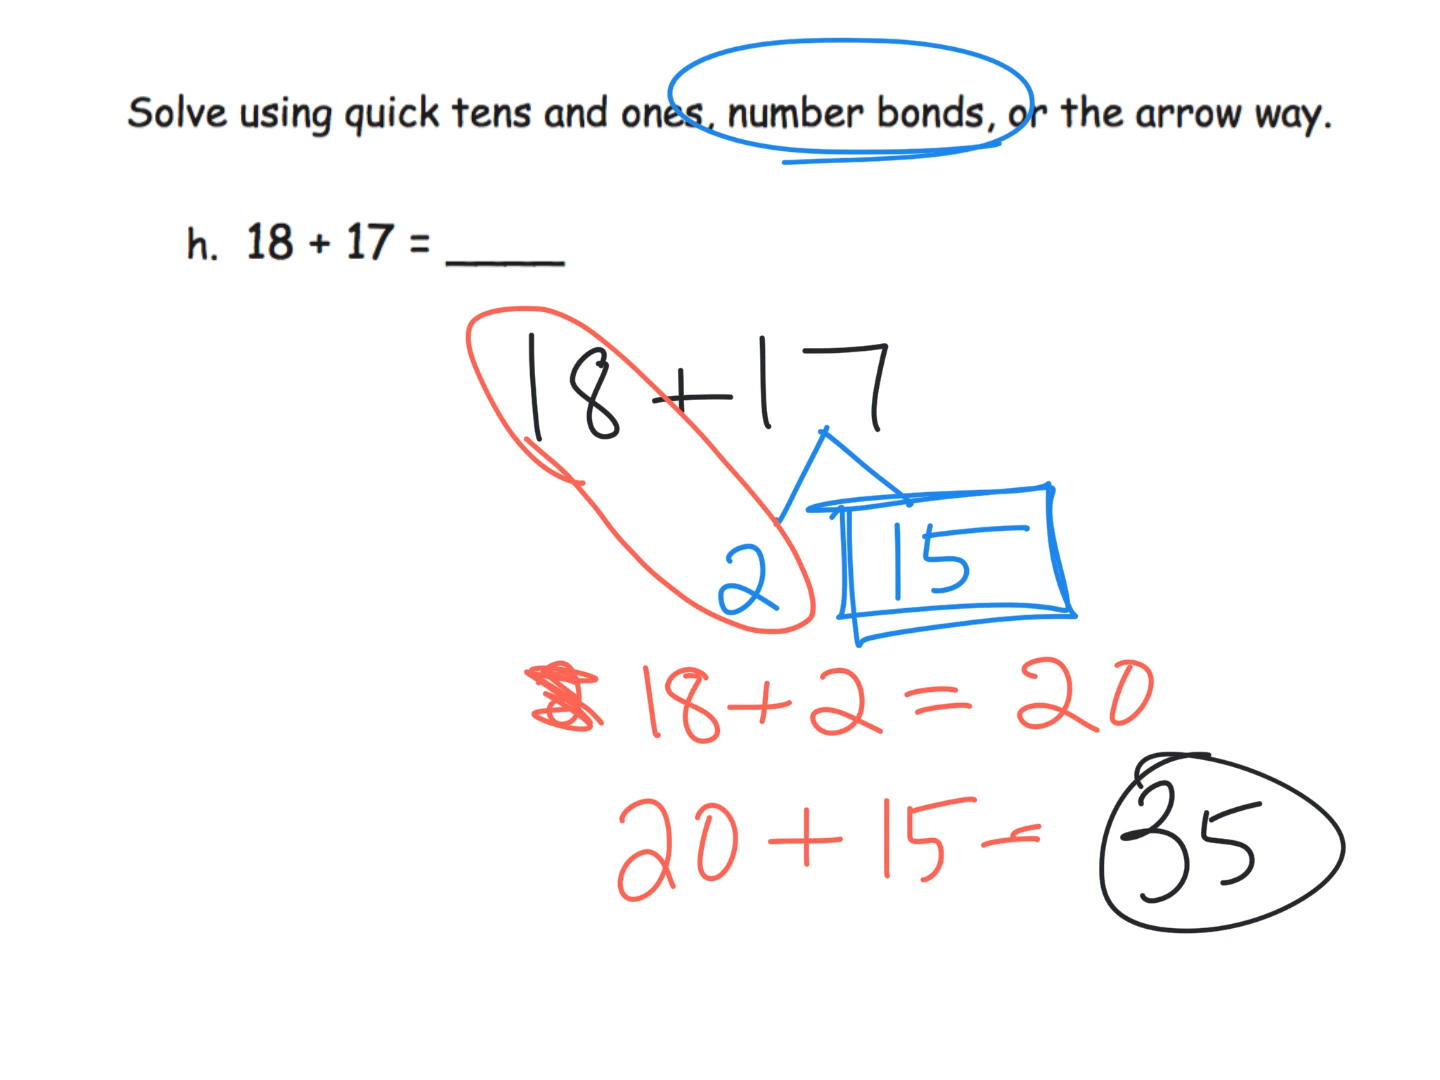 Solve using quick tens and ones, number bonds, or the arrow way.
h. 18 + 17 = _____
18 + 17
2 15
18 + 2 = 20
20 + 15 = 35